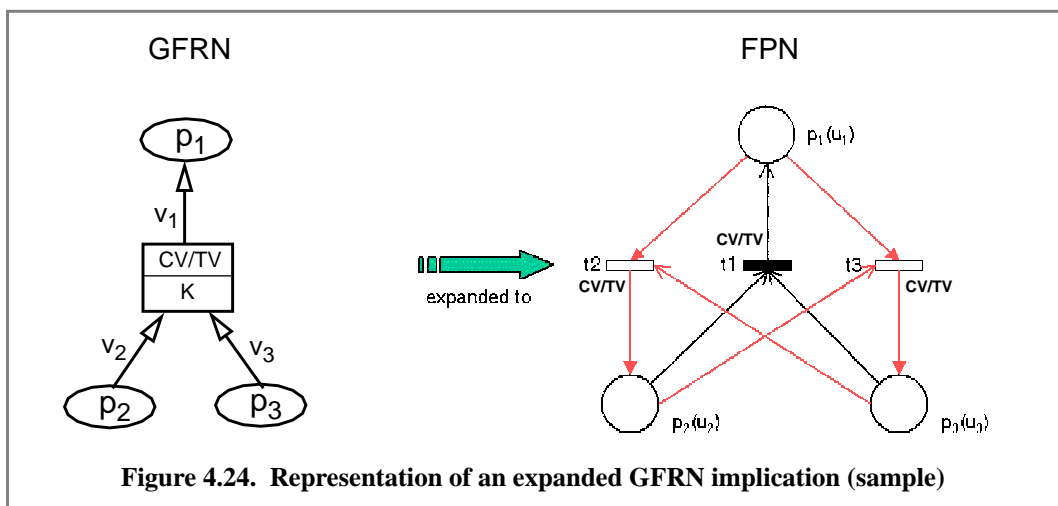 GFRN
FPN
p1
v1
CV/TV
K
v2
v3
p2
p3
expanded to
p1(u1)
CV/TV
t2
t1
t3
CV/TV
CV/TV
p2(u2)
p3(u3)
Figure 4.24. Representation of an expanded GFRN implication (sample)